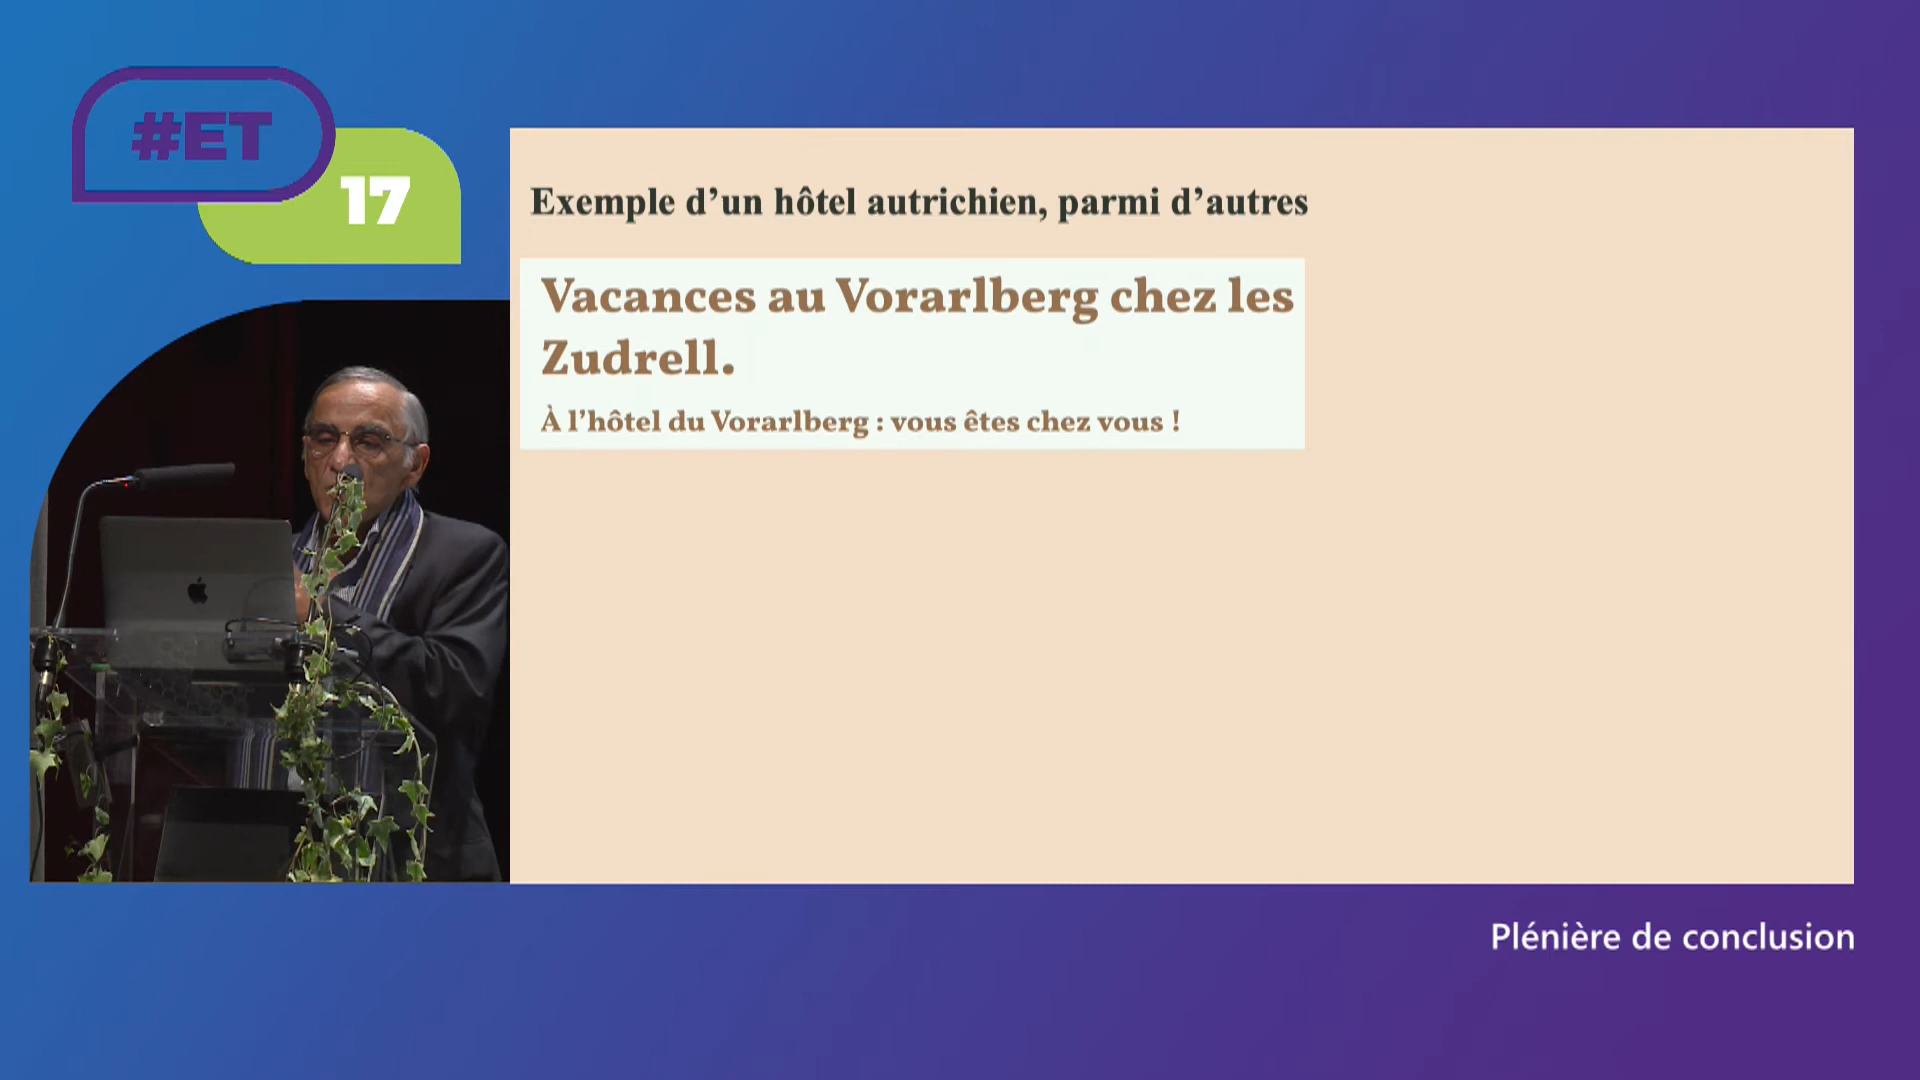 #ET
17
Exemple d’un hôtel autrichien, parmi d’autres
Vacances au Vorarlberg chez les
Zudrell.
À l’hôtel du Vorarlberg : vous êtes chez vous !
Plénière de conclusion